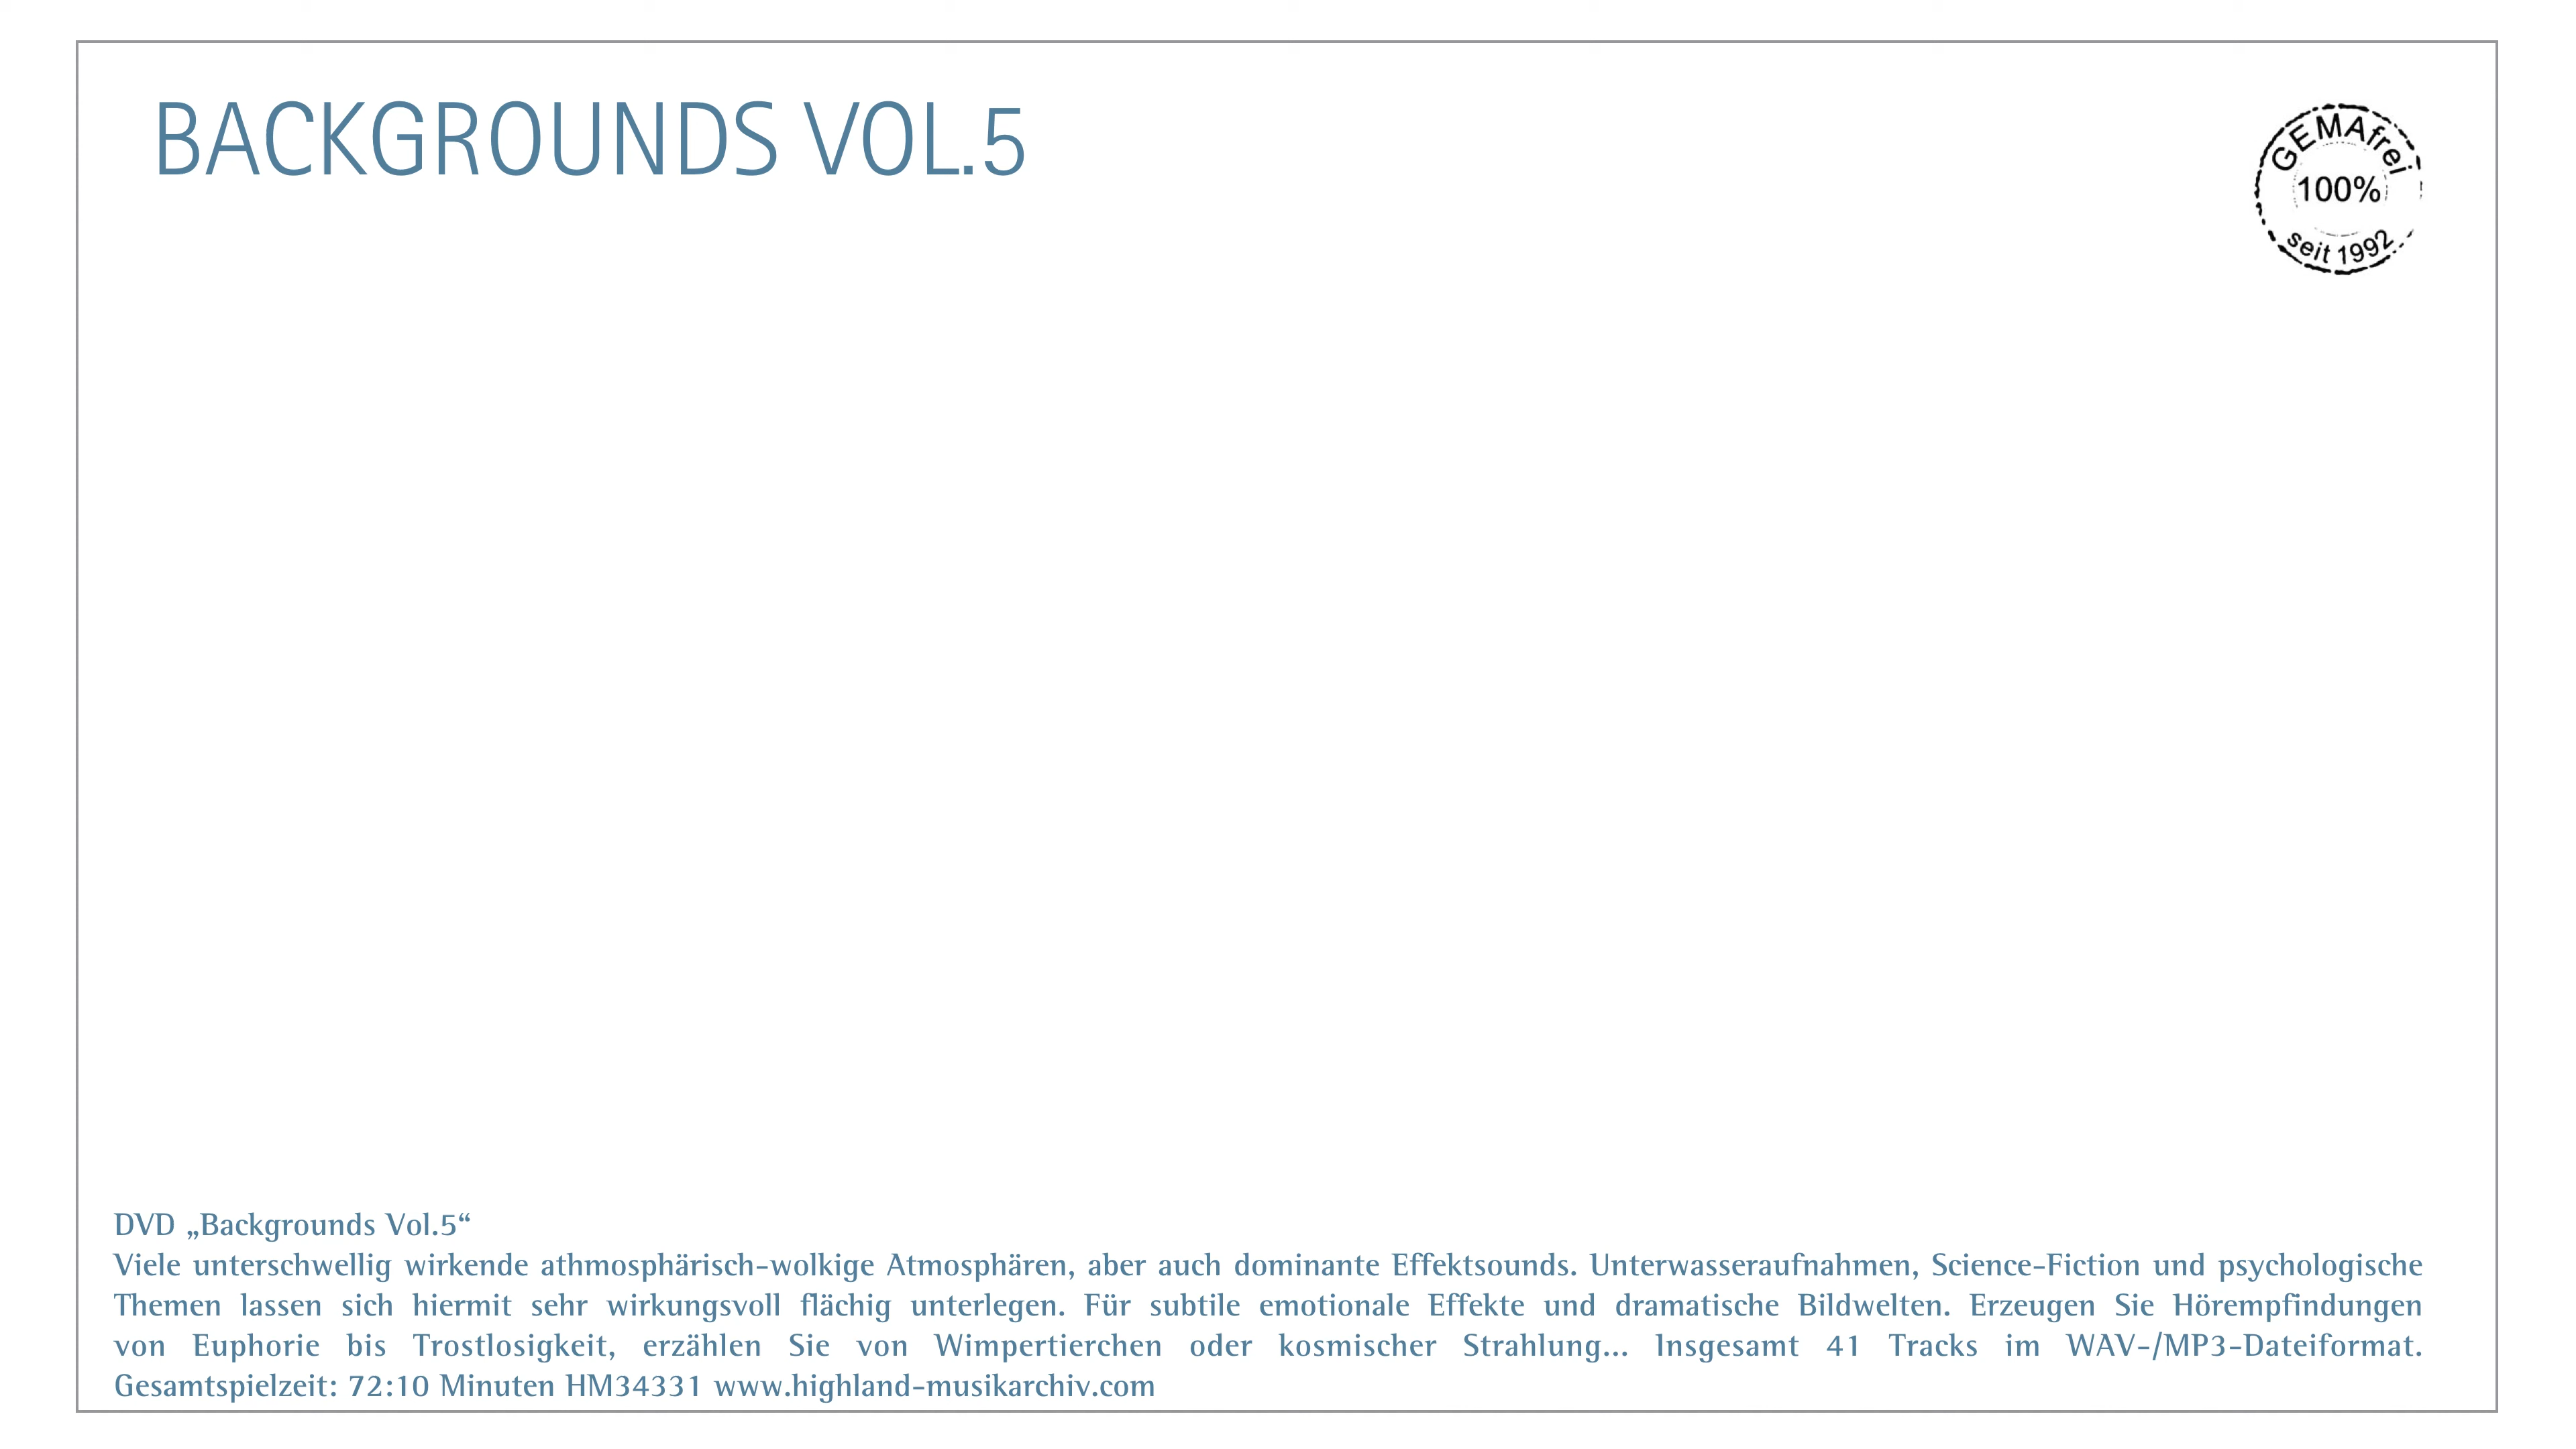 BACKGROUNDS VOL.5
GEMAfrei
100%
seit 1992
DVD „Backgrounds Vol.5“
Viele unterschwellig wirkende athmosphärisch-wolkige Atmosphären, aber auch dominante Effektsounds. Unterwasseraufnahmen, Science-Fiction und psychologische
Themen lassen sich hiermit sehr wirkungsvoll flächig unterlegen. Für subtile emotionale Effekte und dramatische Bildwelten. Erzeugen Sie Hörempfindungen
von Euphorie bis Trostlosigkeit, erzählen Sie von Wimpertierchen oder kosmischer Strahlung... Insgesamt 41 Tracks im WAV-/MP3-Dateiformat.
Gesamtspielzeit: 72:10 Minuten HM34331 www.highland-musikarchiv.com